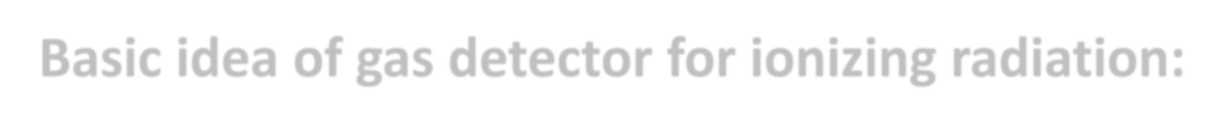 Basic idea of gas detector for ionizing radiation: